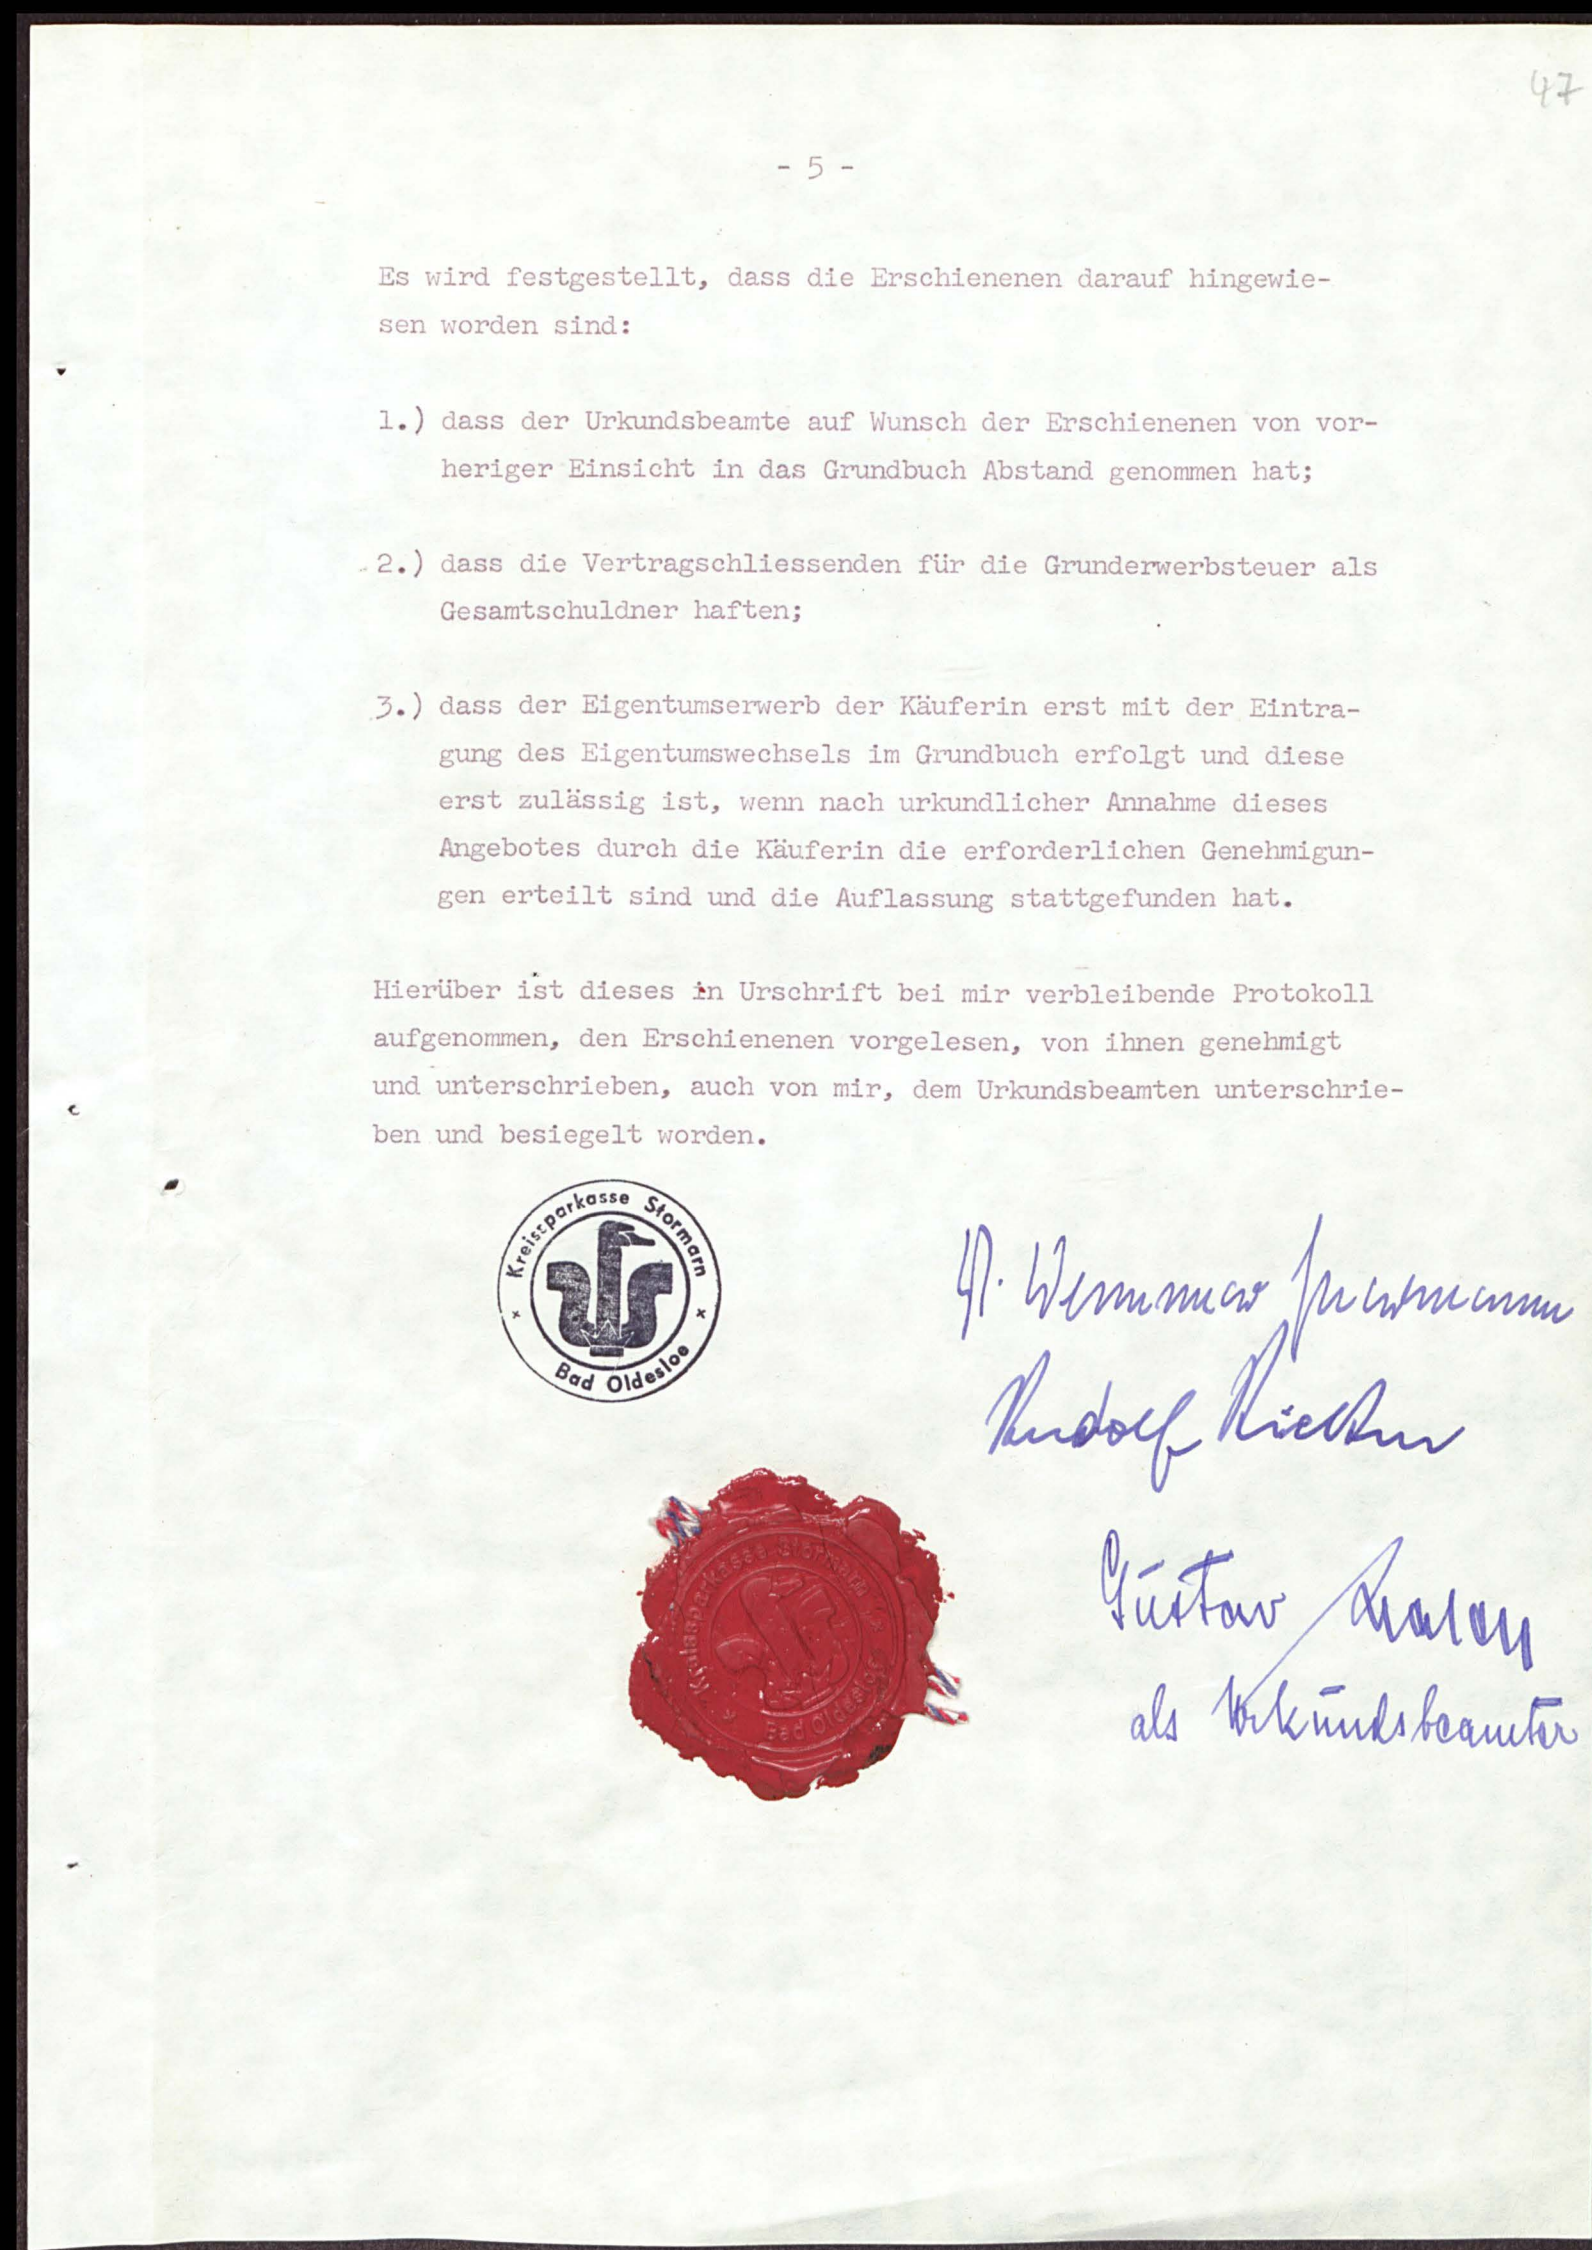 47
- 5 -
Es wird festgestellt, dass die Erschienenen darauf hingewie-
sen worden sind:
1.) dass der Urkundsbeamte auf Wunsch der Erschienenen von vor-
heriger Einsicht in das Grundbuch Abstand genommen hat;
2.) dass die Vertragschliessenden für die Grunderwerbsteuer als
Gesamtschuldner haften;
3.) dass der Eigentumserwerb der Käuferin erst mit der Eintra-
gung des Eigentumswechsels im Grundbuch erfolgt und diese
erst zulässig ist, wenn nach urkundlicher Annahme dieses
Angebotes durch die Käuferin die erforderlichen Genehmigun-
gen erteilt sind und die Auflassung stattgefunden hat.
Hierüber ist dieses in Urschrift bei mir verbleibende Protokoll
aufgenommen, den Erschienenen vorgelesen, von ihnen genehmigt
und unterschrieben, auch von mir, dem Urkundsbeamten unterschrie-
ben und besiegelt worden.
Kreissparkasse Stormarn
Bad Oldesloe
Rudolf
Kreissparkasse Stormarn
Bad Oldesloe
Gustav
als Urkundsbeamter